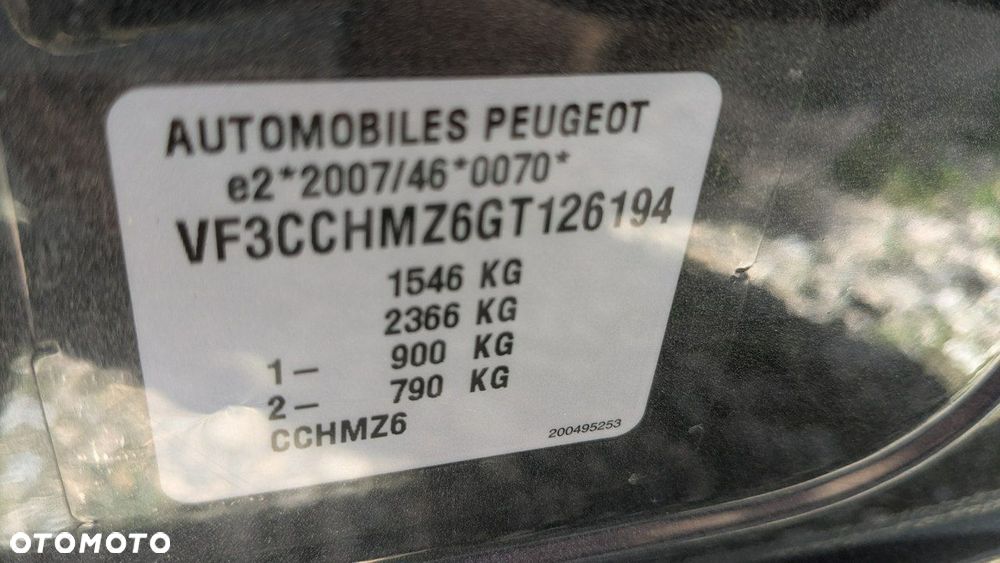 AUTOMOBILES PEUGEOT
e2*2007/46*0070*
VF3CCHMZ6GT126194
1546 KG
2366 KG
1– 900 KG
2– 790 KG
CCHMZ6 200495253
OTOMOTO